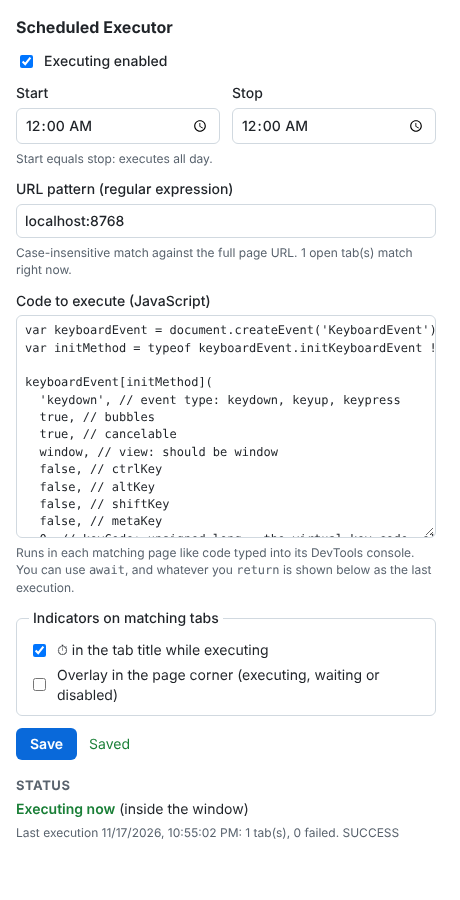 Scheduled Executor
Executing enabled
Start
Stop
12:00 AM
12:00 AM
Start equals stop: executes all day.
URL pattern (regular expression)
localhost:8768
Case-insensitive match against the full page URL. 1 open tab(s) match
right now.
Code to execute (JavaScript)
var keyboardEvent = document.createEvent('KeyboardEvent')
var initMethod = typeof keyboardEvent.initKeyboardEvent !
keyboardEvent[initMethod](
'keydown', // event type: keydown, keyup, keypress
true, // bubbles
true, // cancelable
window, // view: should be window
false, // ctrlKey
false, // altKey
false, // shiftKey
false, // metaKey
Runs in each matching page like code typed into its DevTools console.
You can use await, and whatever you return is shown below as the last
execution.
Indicators on matching tabs
⏱ in the tab title while executing
Overlay in the page corner (executing, waiting or
disabled)
Save
Saved
STATUS
Executing now (inside the window)
Last execution 11/17/2026, 10:55:02 PM: 1 tab(s), 0 failed. SUCCESS